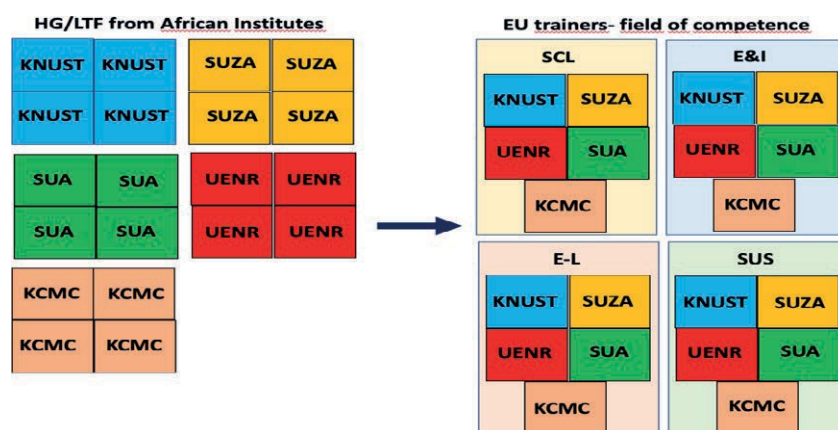 HG/LTF from African Institutes
KNUST KNUST
KNUST KNUST
SUZA SUZA
SUZA SUZA
SUA SUA
SUA SUA
UENR UENR
UENR UENR
KCMC KCMC
KCMC KCMC
EU trainers- field of competence
SCL
KNUST SUZA
UENR SUA
KCMC
E&I
KNUST SUZA
UENR SUA
KCMC
E-L
KNUST SUZA
UENR SUA
KCMC
SUS
KNUST SUZA
UENR SUA
KCMC